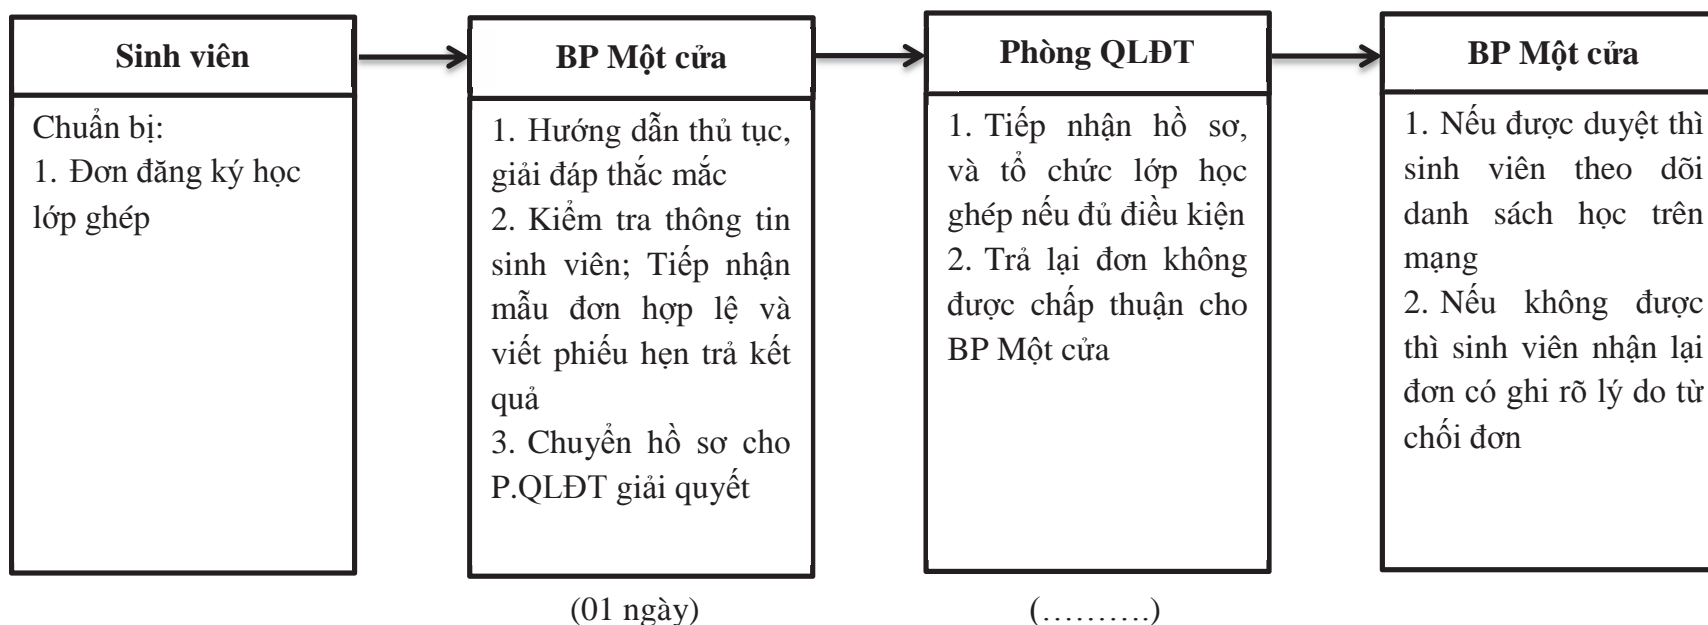 Sinh viên
Chuẩn bị:
1. Đơn đăng ký học
lớp ghép
BP Một cửa
1. Hướng dẫn thủ tục,
giải đáp thắc mắc
2. Kiểm tra thông tin
sinh viên; Tiếp nhận
mẫu đơn hợp lệ và
viết phiếu hẹn trả kết
quả
3. Chuyển hồ sơ cho
P.QLĐT giải quyết
(01 ngày)
Phòng QLĐT
1. Tiếp nhận hồ sơ,
và tổ chức lớp học
ghép nếu đủ điều kiện
2. Trả lại đơn không
được chấp thuận cho
BP Một cửa
(……….)
BP Một cửa
1. Nếu được duyệt thì
sinh viên theo dõi
danh sách học trên
mạng
2. Nếu không được
thì sinh viên nhận lại
đơn có ghi rõ lý do từ
chối đơn